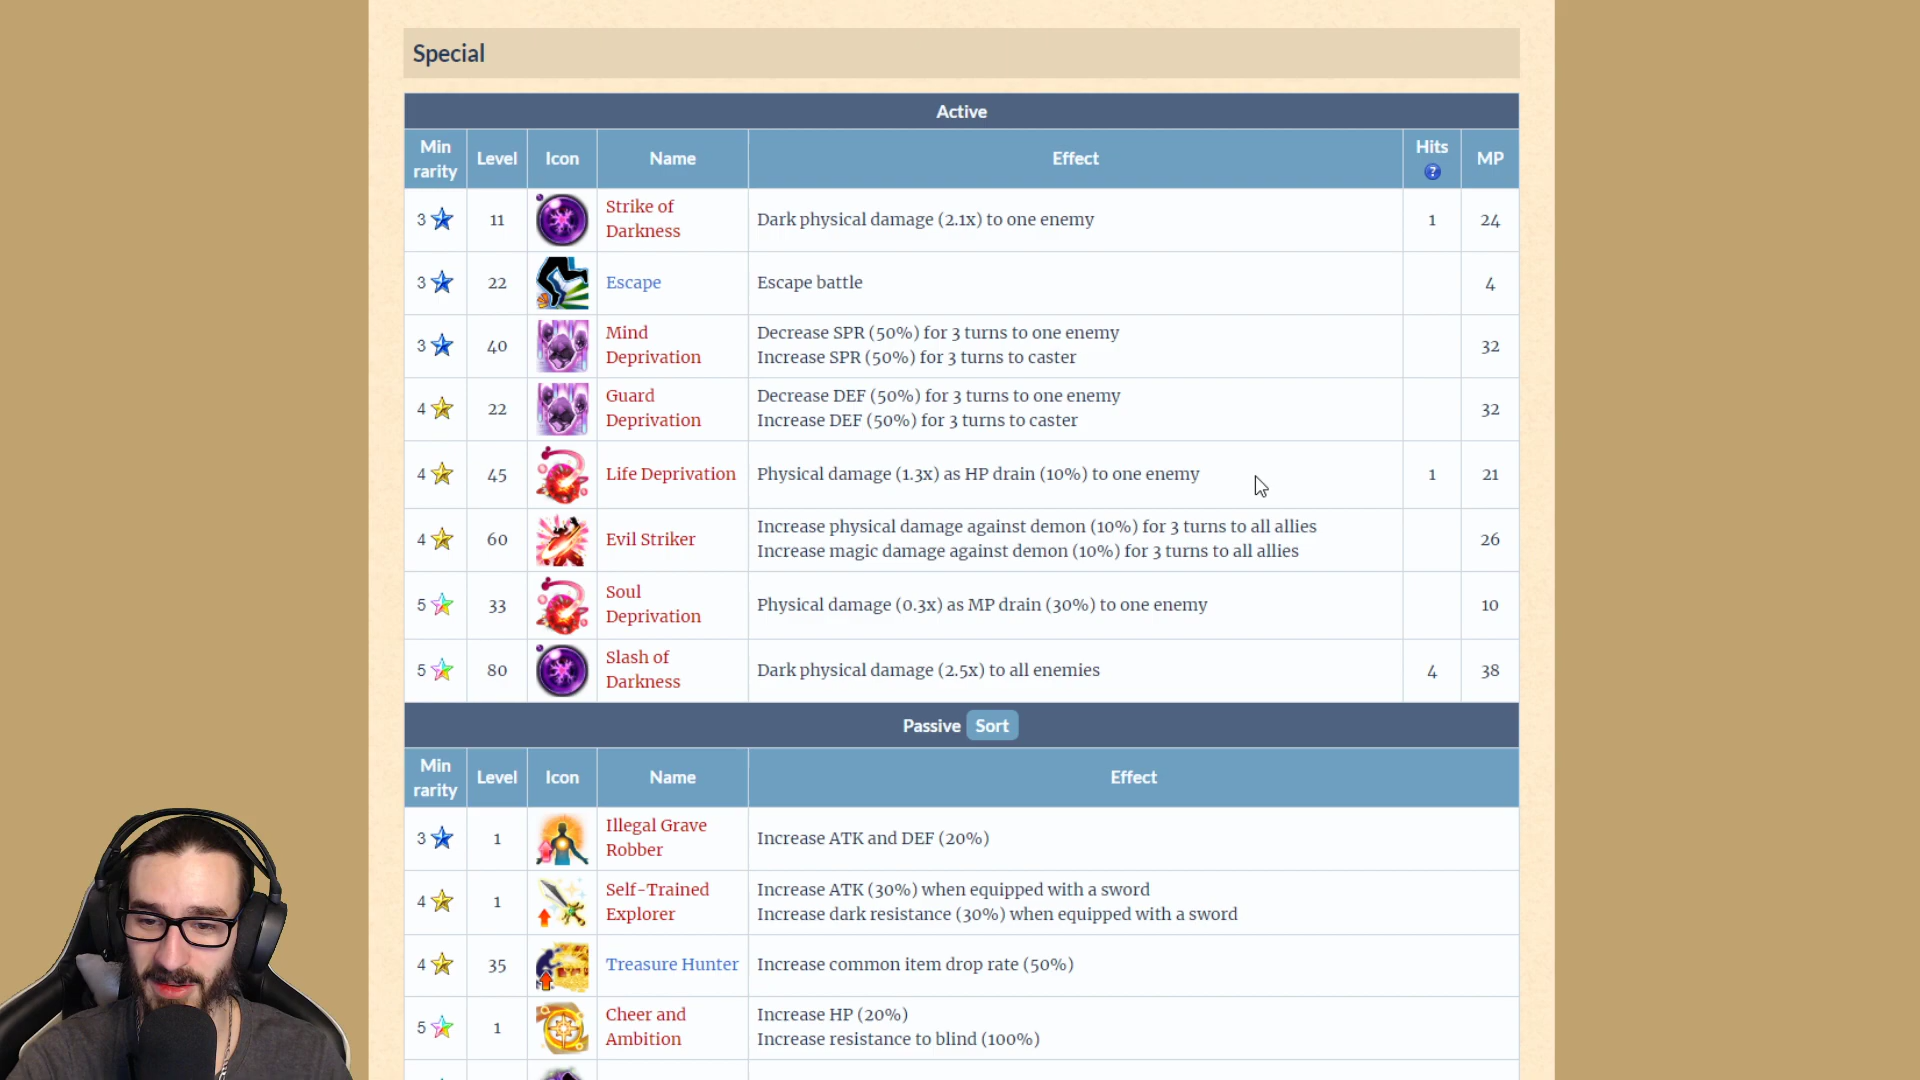 Special
Active
Min rarity
Level
Icon
Name
Effect
Hits
?
MP
3
11
Strike of
Darkness
Dark physical damage (2.1x) to one enemy
1
24
3
22
Escape
Escape battle
4
3
40
Mind
Deprivation
Decrease SPR (50%) for 3 turns to one enemy
Increase SPR (50%) for 3 turns to caster
32
4
22
Guard
Deprivation
Decrease DEF (50%) for 3 turns to one enemy
Increase DEF (50%) for 3 turns to caster
32
4
45
Life Deprivation
Physical damage (1.3x) as HP drain (10%) to one enemy
1
21
4
60
Evil Striker
Increase physical damage against demon (10%) for 3 turns to all allies
Increase magic damage against demon (10%) for 3 turns to all allies
26
5
33
Soul
Deprivation
Physical damage (0.3x) as MP drain (30%) to one enemy
10
5
80
Slash of
Darkness
Dark physical damage (2.5x) to all enemies
4
38
Passive Sort
Min
rarity
Level
Icon
Name
Effect
3
1
Illegal Grave
Robber
Increase ATK and DEF (20%)
4
1
Self-Trained
Explorer
Increase ATK (30%) when equipped with a sword
Increase dark resistance (30%) when equipped with a sword
4
35
Treasure Hunter
Increase common item drop rate (50%)
5
1
Cheer and
Ambition
Increase HP (20%)
Increase resistance to blind (100%)